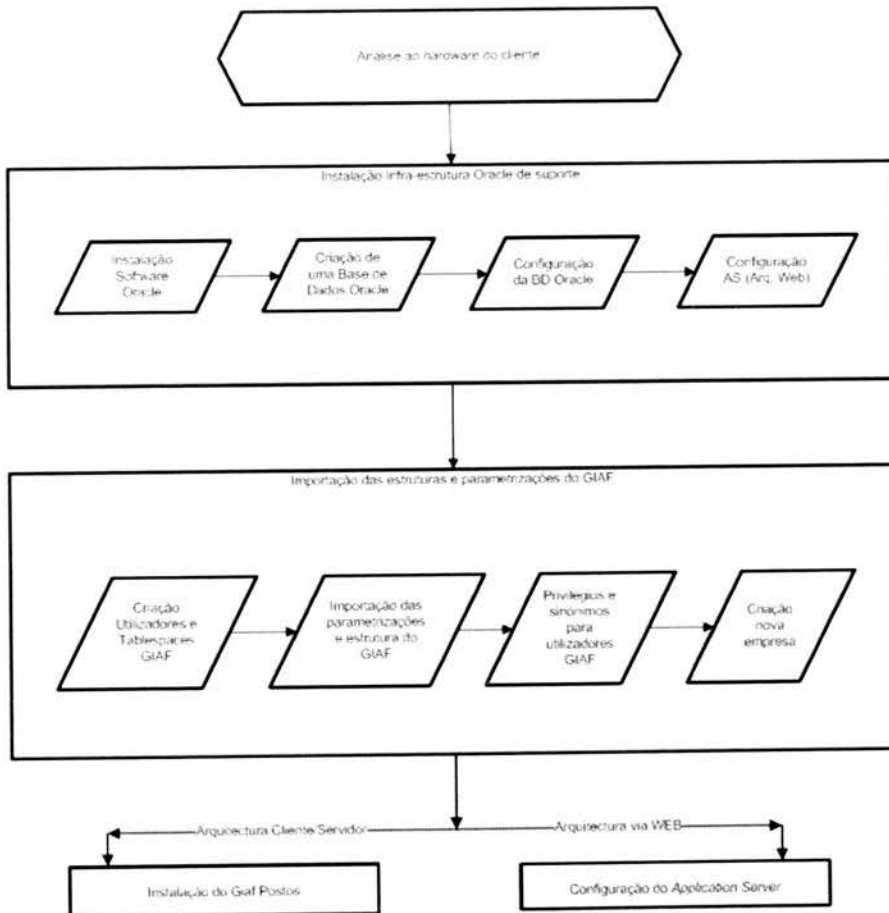 Análise ao hardware do cliente
Instalação Infra-estrutura Oracle de suporte
Instalação
Software
Oracle
Criação de
uma Base de
Dados Oracle
Configuração
da BD Oracle
Configuração
AS (Arq. Web)
Importação das estruturas e parametrizações do GIAF
Criação
Utilizadores e
Tablespaces
GIAF
Importação das
parametrizações
e estrutura do
GIAF
Privilégios e
sinónimos
para
utilizadores
GIAF
Criação
nova
empresa
Arquitectura Cliente/Servidor
Arquitectura via WEB
Instalação do Giaf Postos
Configuração do Application Server